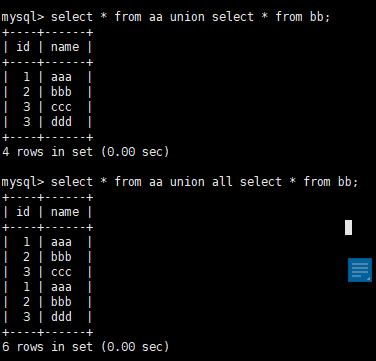 mysql> select * from aa union select * from bb;
+----+------+
| id | name |
+----+------+
|  1 | aaa  |
|  2 | bbb  |
|  3 | ccc  |
|  3 | ddd  |
+----+------+
4 rows in set (0.00 sec)
mysql> select * from aa union all select * from bb;
+----+------+
| id | name |
+----+------+
|  1 | aaa  |
|  2 | bbb  |
|  3 | ccc  |
|  1 | aaa  |
|  2 | bbb  |
|  3 | ddd  |
+----+------+
6 rows in set (0.00 sec)